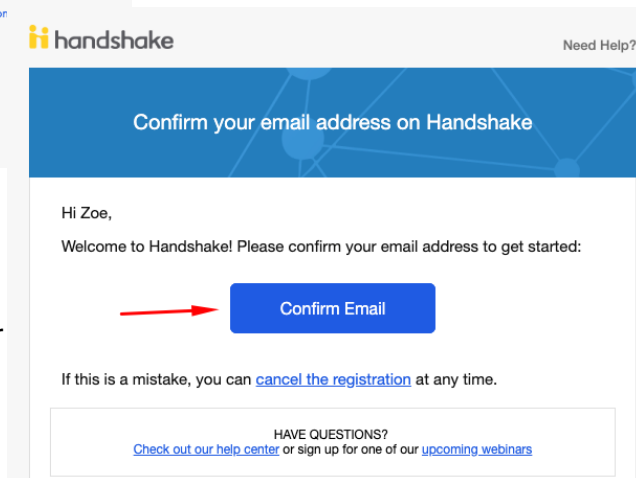 handshake
Need Help?
Confirm your email address on Handshake
Hi Zoe,
Welcome to Handshake! Please confirm your email address to get started:
Confirm Email
If this is a mistake, you can cancel the registration at any time.
HAVE QUESTIONS?
Check out our help center or sign up for one of our upcoming webinars